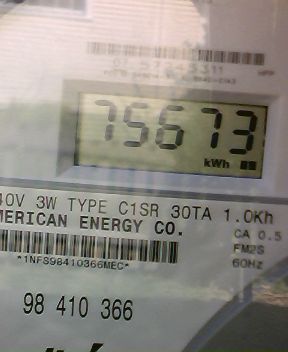 75673
kWh
40V 3W TYPE C1SR 30TA 1.0Kh
MERICAN ENERGY CO.
CA 0.5
FM2S
60Hz
*1NFS98410366MEC*
98 410 366